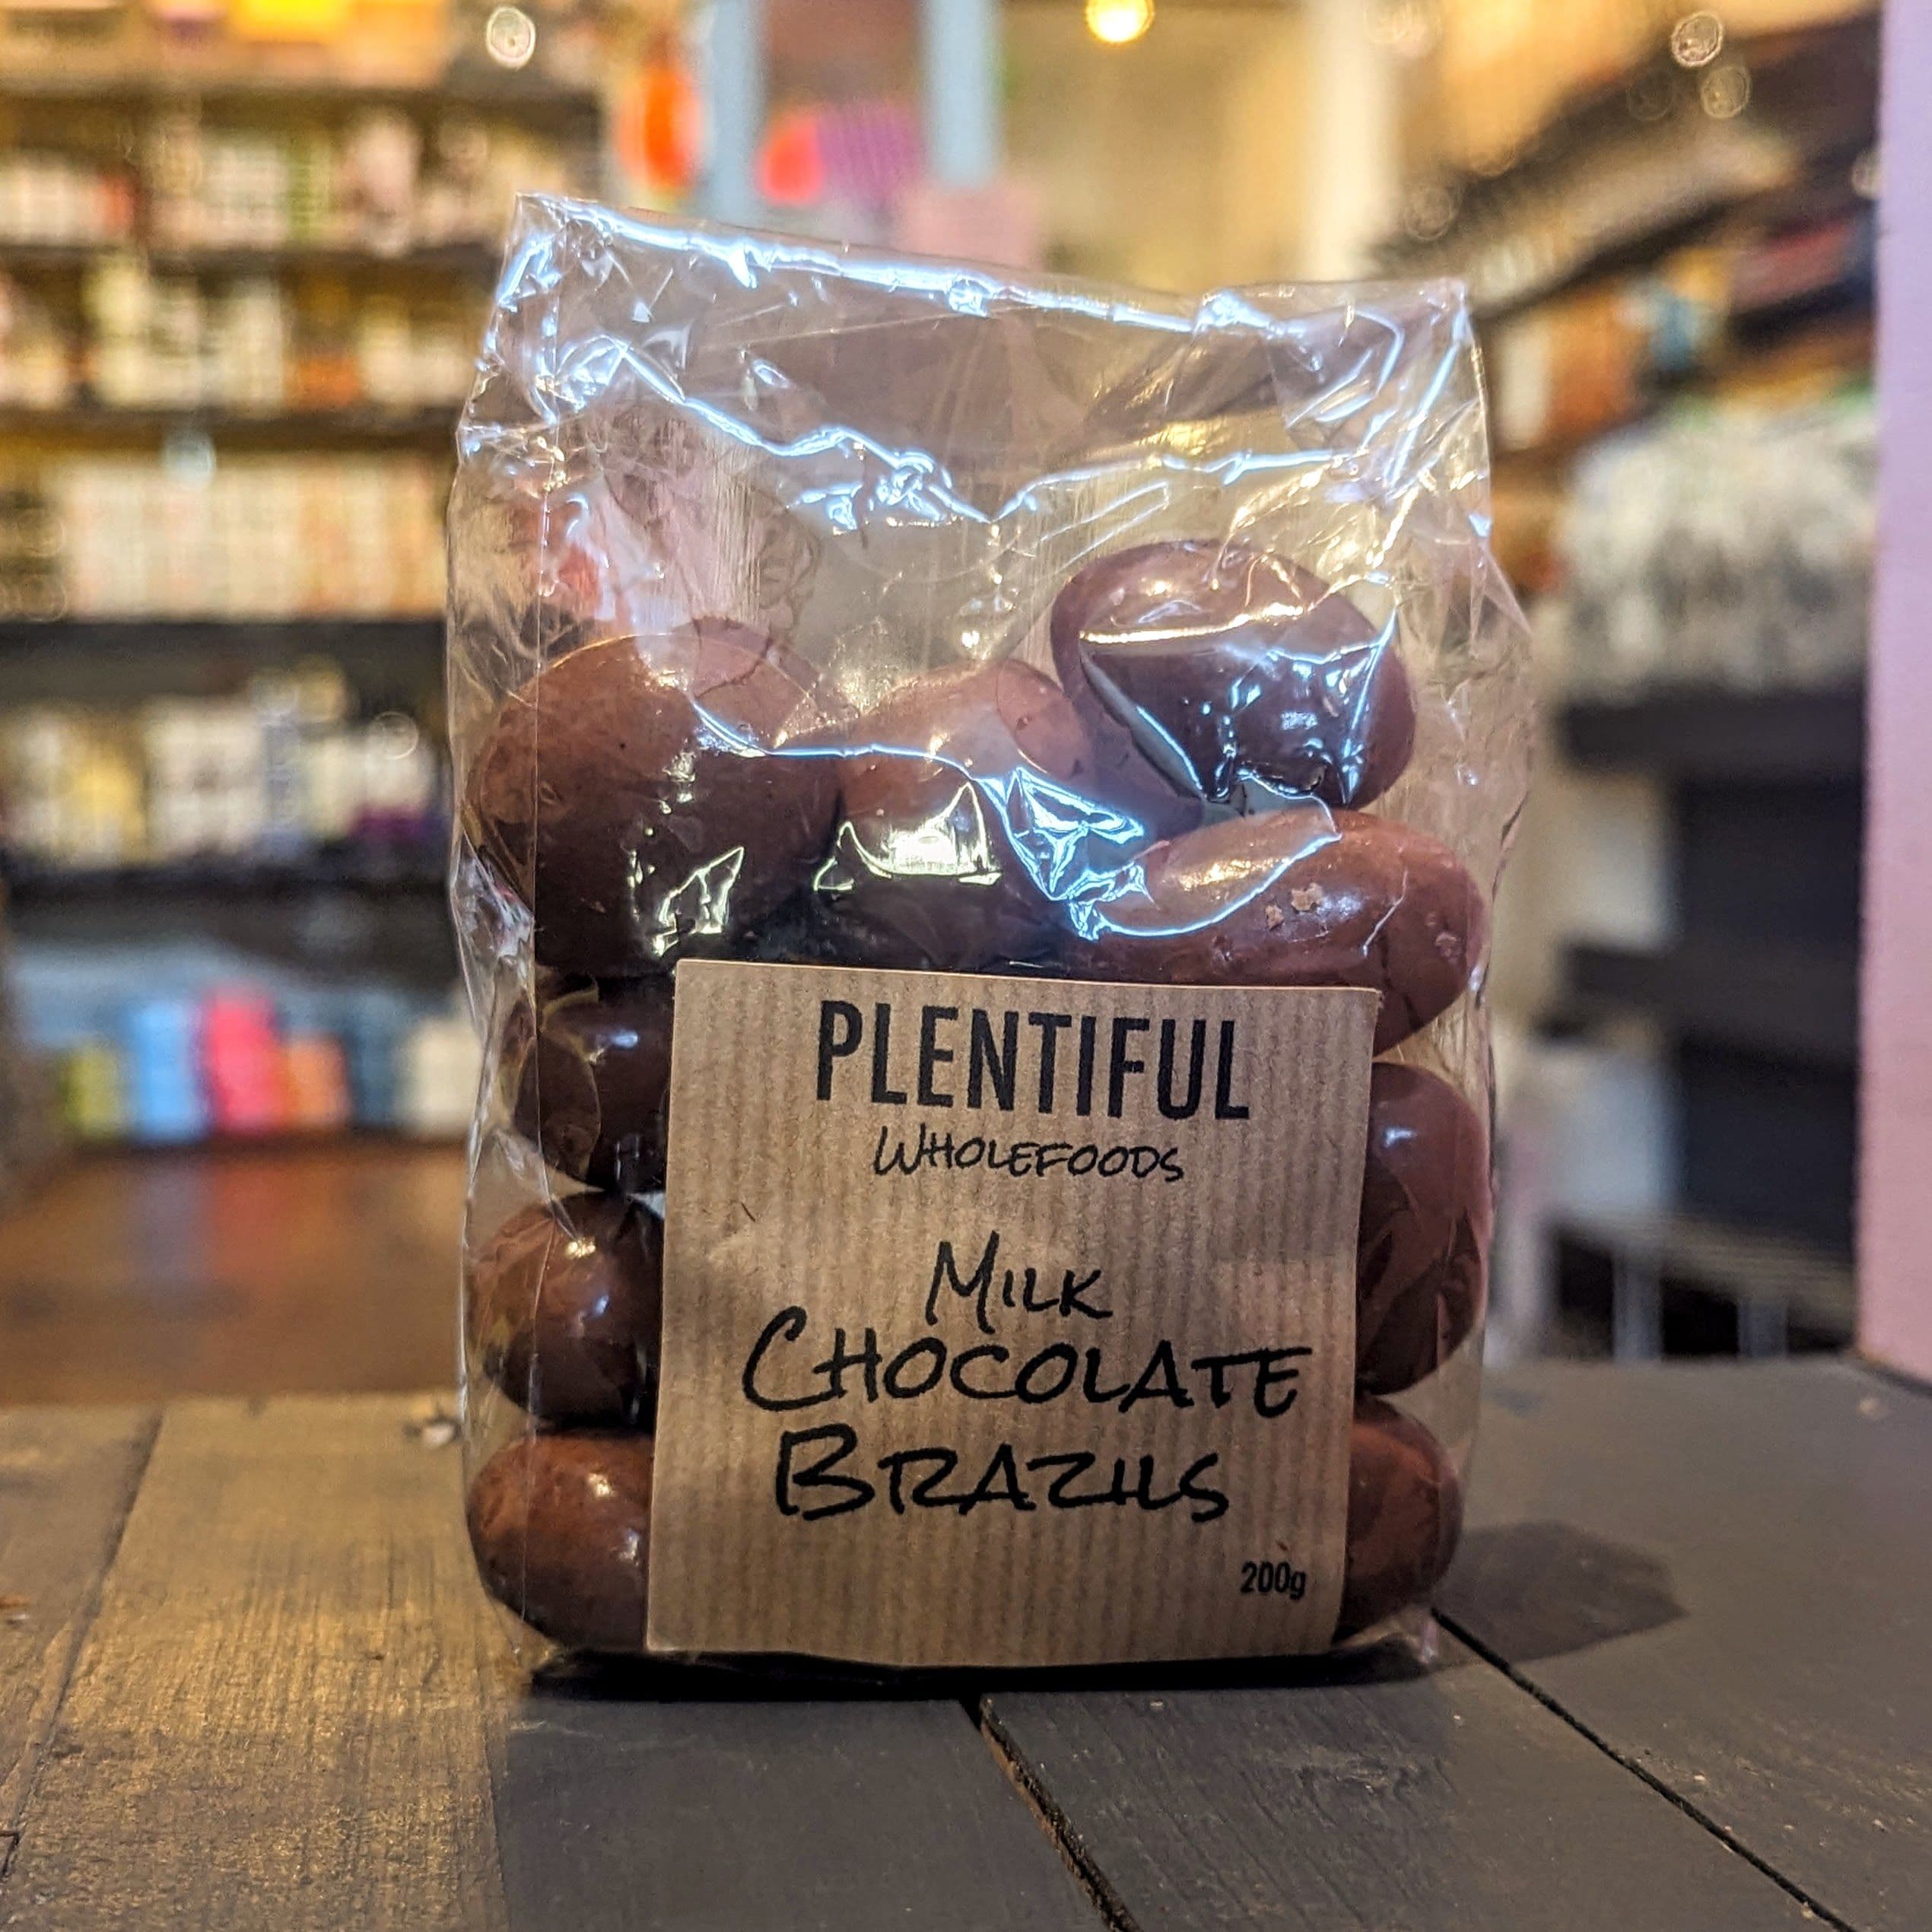 PLENTIFUL
WHOLEFOODS
MILK
CHOCOLATE
BRAZILS
200g